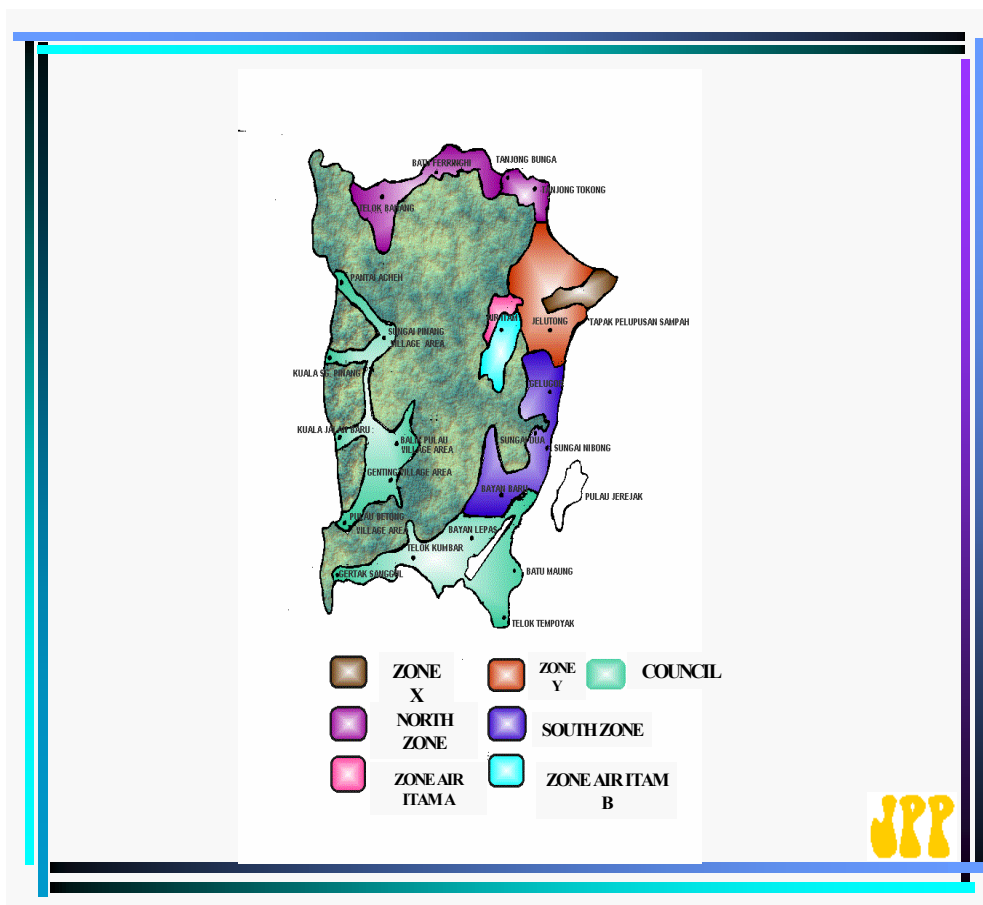 BATU FERRINGHI
TANJONG BUNGA
TANJONG TOKONG
TELOK BAHANG
PANTAI ACHEH
SUNGAI PINANG
VILLAGE AREA
AIR ITAM
JELUTONG
TAPAK PELUPUSAN SAMPAH
KUALA SG. PINANG
GELUGOR
KUALA JALAN BARU
BALIK PULAU
VILLAGE AREA
SUNGAI DUA
SUNGAI NIBONG
GENTING VILLAGE AREA
BAYAN BARU
PULAU JEREJAK
PULAU BETONG
VILLAGE AREA
BAYAN LEPAS
TELOK KUMBAR
GERTAK SANGGUL
BATU MAUNG
TELOK TEMPOYAK
ZONE
X
ZONE
Y
COUNCIL
NORTH
ZONE
SOUTH ZONE
ZONE AIR
ITAM A
ZONE AIR ITAM
B
JPP